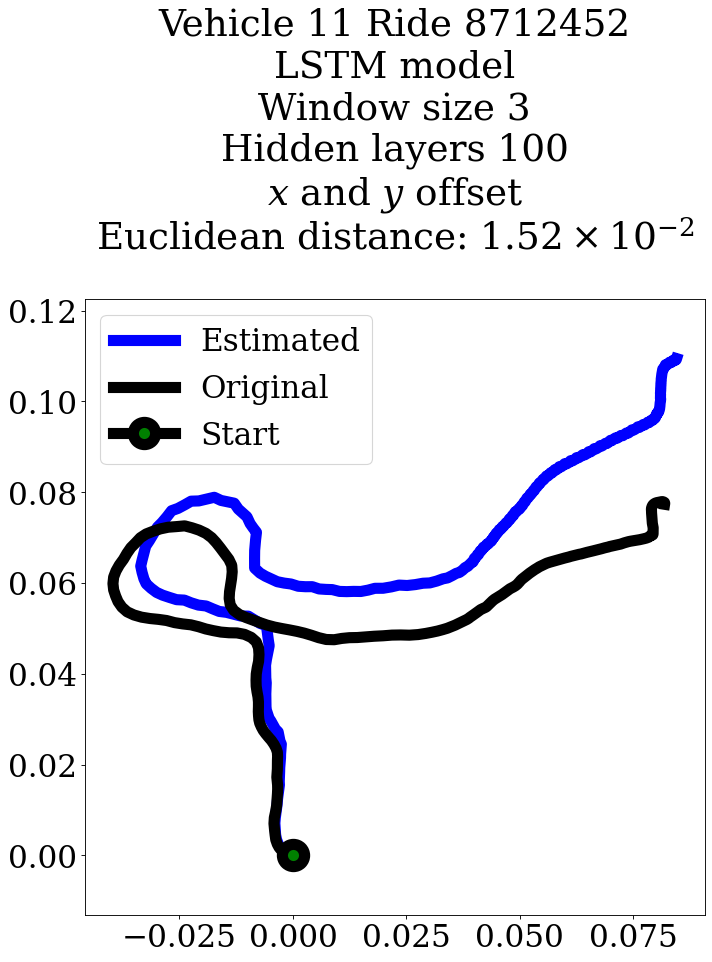 Vehicle 11 Ride 8712452
LSTM model
Window size 3
Hidden layers 100
x and y offset
Euclidean distance: 1.52 × 10⁻²
0.12
0.10
0.08
0.06
0.04
0.02
0.00
Estimated
Original
Start
−0.025 0.000 0.025 0.050 0.075